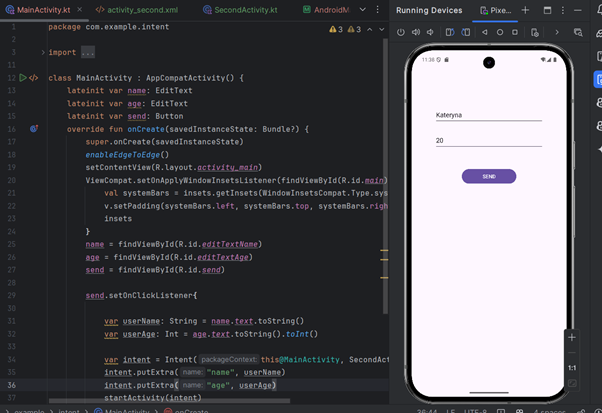 MainActivity.kt
activity_second.xml
SecondActivity.kt
AndroidM
Running Devices
Pixe
3 3
1 package com.example.intent
2
3 import ...
11
12 class MainActivity : AppCompatActivity() {
13 lateinit var name: EditText
14 lateinit var age: EditText
15 lateinit var send: Button
16 override fun onCreate(savedInstanceState: Bundle?) {
17 super.onCreate(savedInstanceState)
18 enableEdgeToEdge()
19 setContentView(R.layout.activity_main)
20 ViewCompat.setOnApplyWindowInsetsListener(findViewById(R.id.main)
21 val systemBars = insets.getInsets(WindowInsetsCompat.Type.sys
22 v.setPadding(systemBars.left, systemBars.top, systemBars.righ
23 insets
24 }
25 name = findViewById(R.id.editTextName)
26 age = findViewById(R.id.editTextAge)
27 send = findViewById(R.id.send)
28
29 send.setOnClickListener{
30
31 var userName: String = name.text.toString()
32 var userAge: Int = age.text.toString().toInt()
33
34 var intent = Intent( packageContext: this@MainActivity, SecondAct
35 intent.putExtra( name: "name", userName)
36 intent.putExtra( name: "age", userAge)
37 startActivity(intent)
11:38
Kateryna
20
SEND
1:1
example
intent
MainActivity
onCreate
36:44
LF
UTF-8
4 spaces